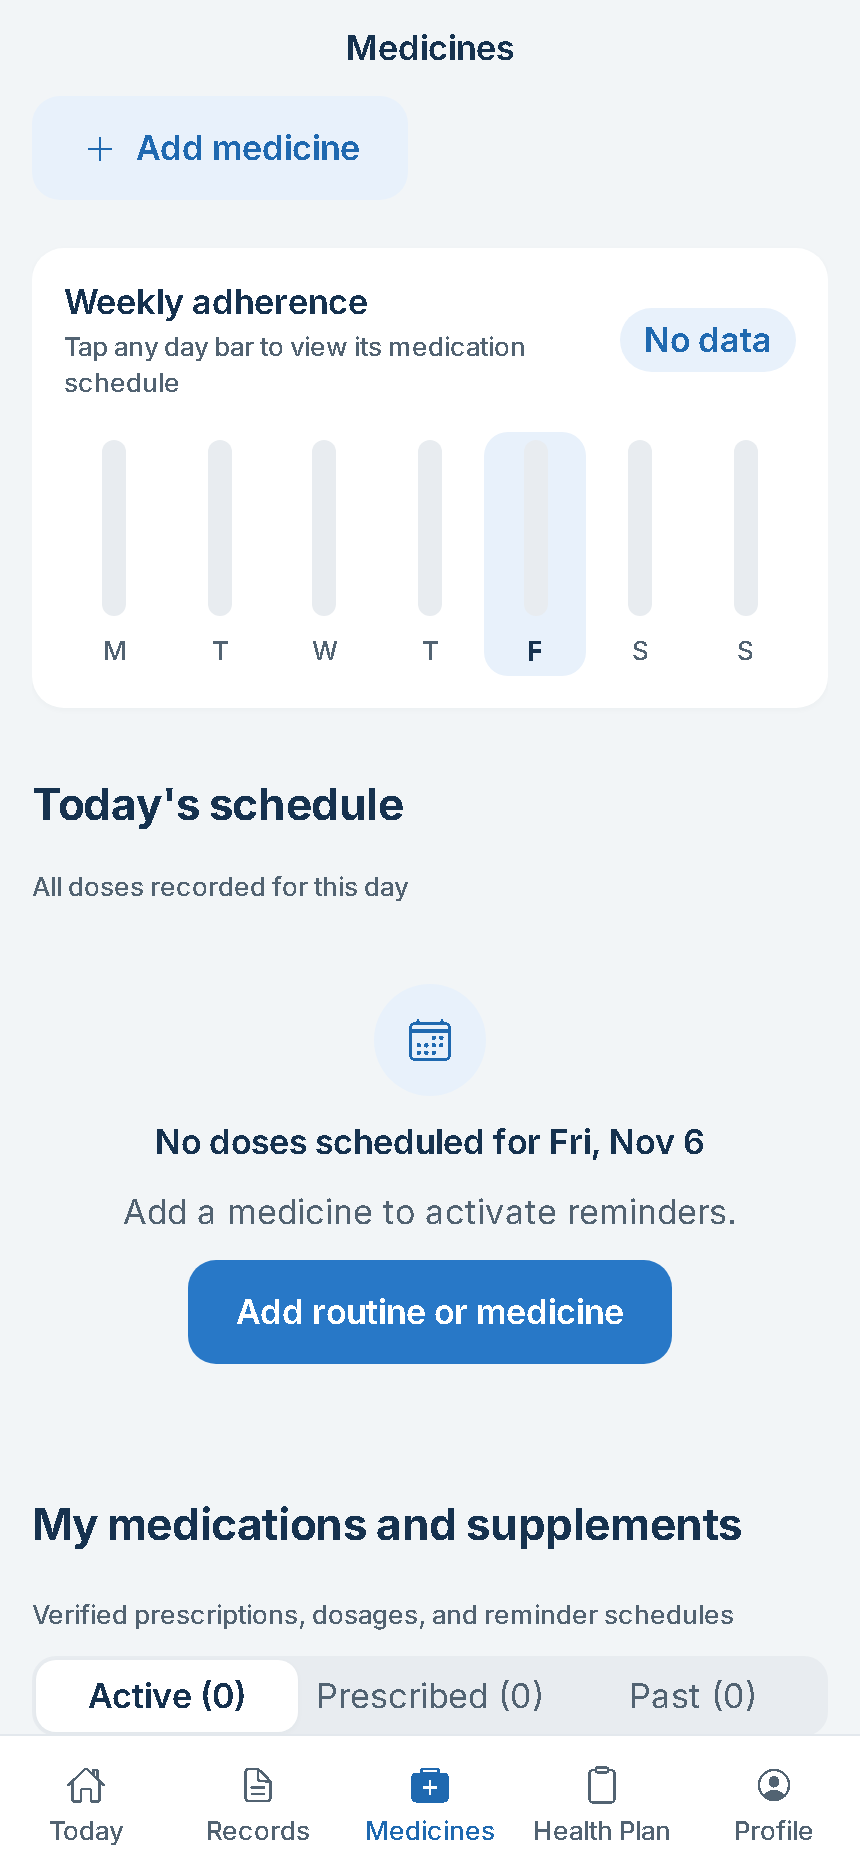 Medicines
Add medicine
Weekly adherence
Tap any day bar to view its medication
schedule
No data
M T W T F S S
Today's schedule
All doses recorded for this day
No doses scheduled for Fri, Nov 6
Add a medicine to activate reminders.
Add routine or medicine
My medications and supplements
Verified prescriptions, dosages, and reminder schedules
Active (0) Prescribed (0) Past (0)
Today Records Medicines Health Plan Profile